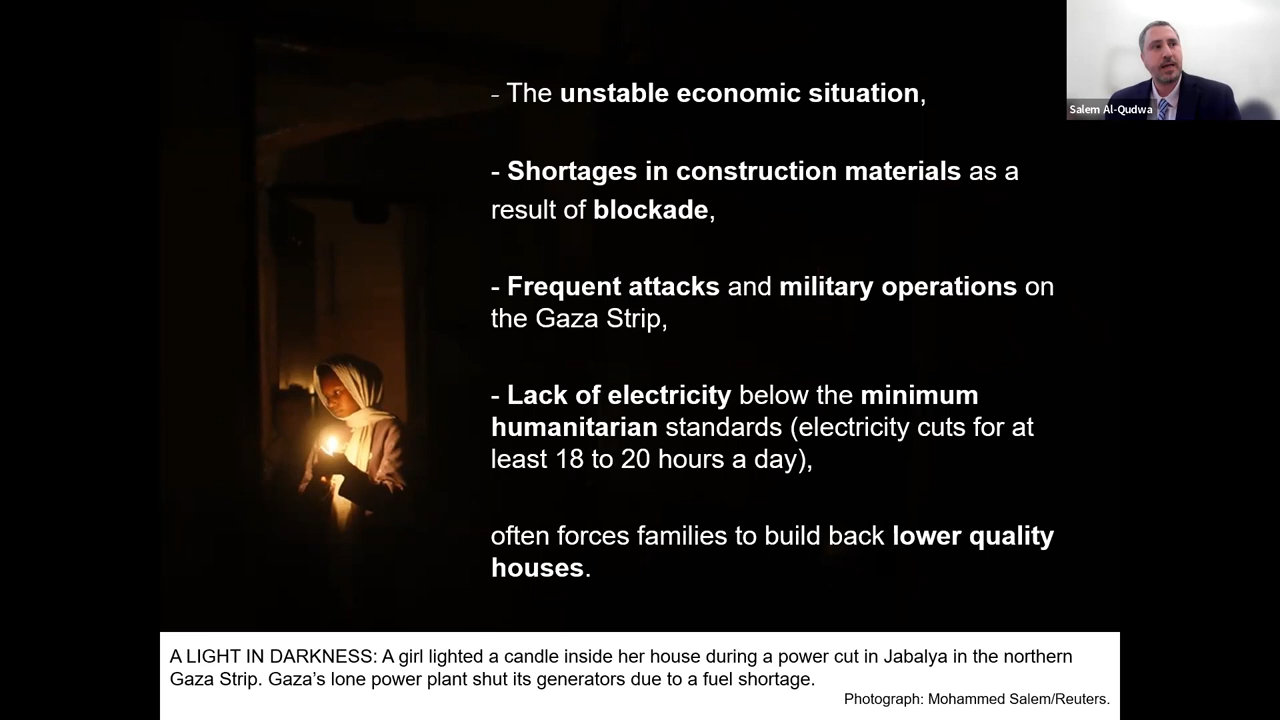 - The unstable economic situation,
- Shortages in construction materials as a
result of blockade,
- Frequent attacks and military operations on
the Gaza Strip,
- Lack of electricity below the minimum
humanitarian standards (electricity cuts for at
least 18 to 20 hours a day),
often forces families to build back lower quality
houses.
Salem Al-Qudwa
A LIGHT IN DARKNESS: A girl lighted a candle inside her house during a power cut in Jabalya in the northern
Gaza Strip. Gaza’s lone power plant shut its generators due to a fuel shortage.
Photograph: Mohammed Salem/Reuters.